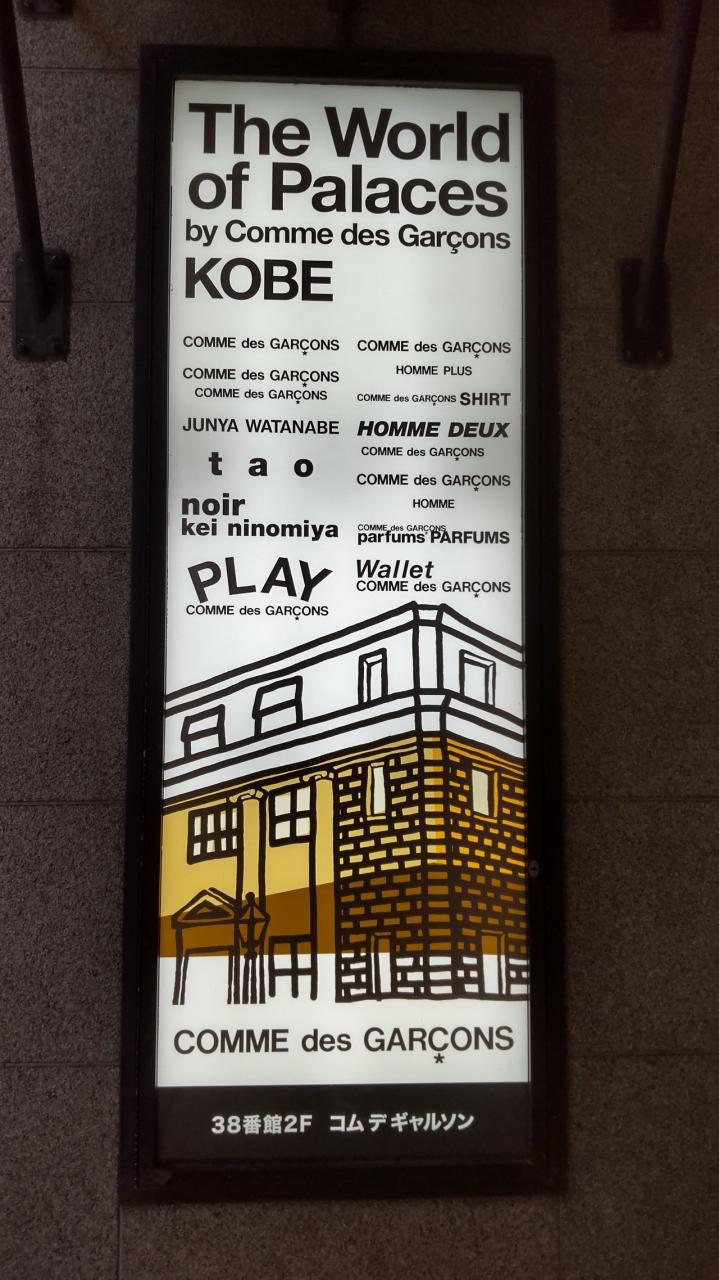 The World
of Palaces
by Comme des Garçons
KOBE
COMME des GARÇONS
COMME des GARÇONS
COMME des GARÇONS
JUNYA WATANABE
tao
noir
kei ninomiya
PLAY
COMME des GARÇONS
COMME des GARÇONS
HOMME PLUS
COMME des GARÇONS SHIRT
HOMME DEUX
COMME des GARÇONS
COMME des GARÇONS
HOMME
COMME des GARÇONS
parfums PARFUMS
Wallet
COMME des GARÇONS
COMME des GARÇONS
38番館2F コム デ ギャルソン